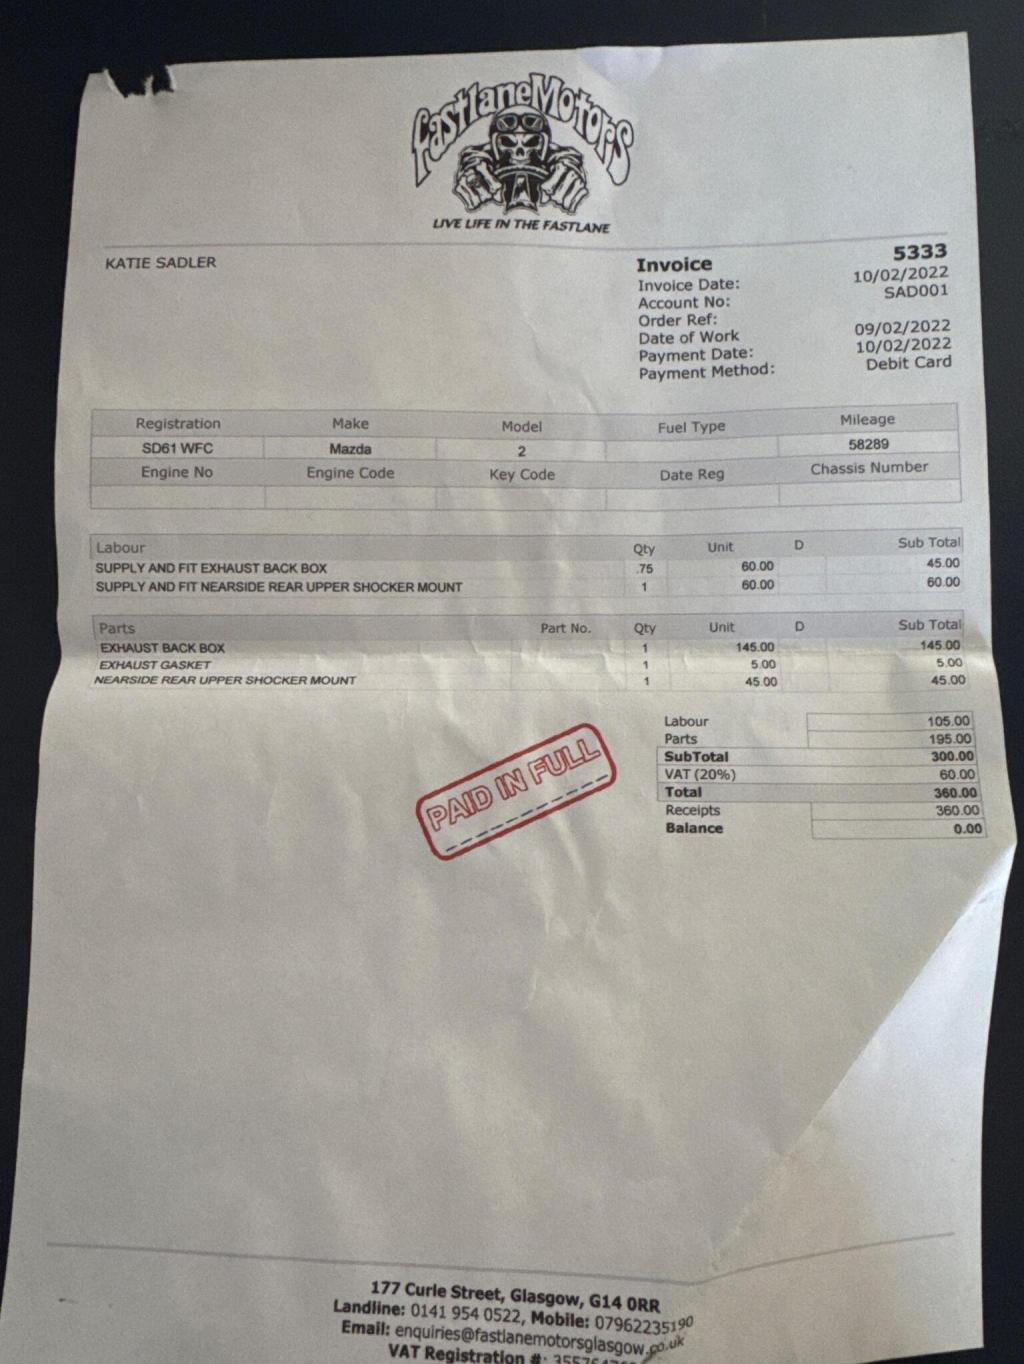 FastlaneMotors
LIVE LIFE IN THE FASTLANE
KATIE SADLER
Invoice 5333
Invoice Date: 10/02/2022
Account No: SAD001
Order Ref:
Date of Work 09/02/2022
Payment Date: 10/02/2022
Payment Method: Debit Card
Registration Make Model Fuel Type Mileage
SD61 WFC Mazda 2 58289
Engine No Engine Code Key Code Date Reg Chassis Number
Labour Qty Unit D Sub Total
SUPPLY AND FIT EXHAUST BACK BOX .75 60.00 45.00
SUPPLY AND FIT NEARSIDE REAR UPPER SHOCKER MOUNT 1 60.00 60.00
Parts Part No. Qty Unit D Sub Total
EXHAUST BACK BOX 1 145.00 145.00
EXHAUST GASKET 1 5.00 5.00
NEARSIDE REAR UPPER SHOCKER MOUNT 1 45.00 45.00
Labour 105.00
Parts 195.00
SubTotal 300.00
VAT (20%) 60.00
Total 360.00
Receipts 360.00
Balance 0.00
PAID IN FULL
177 Curle Street, Glasgow, G14 0RR
Landline: 0141 954 0522, Mobile: 07962235190
Email: enquiries@fastlanemotorsglasgow.co.uk
VAT Registration #: